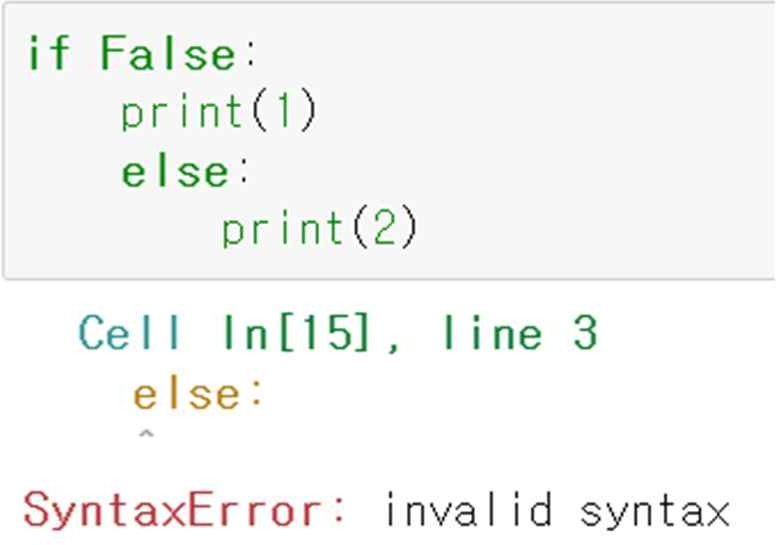 if False:
    print(1)
    else:
        print(2)
Cell In[15], line 3
    else:
    ^
SyntaxError: invalid syntax